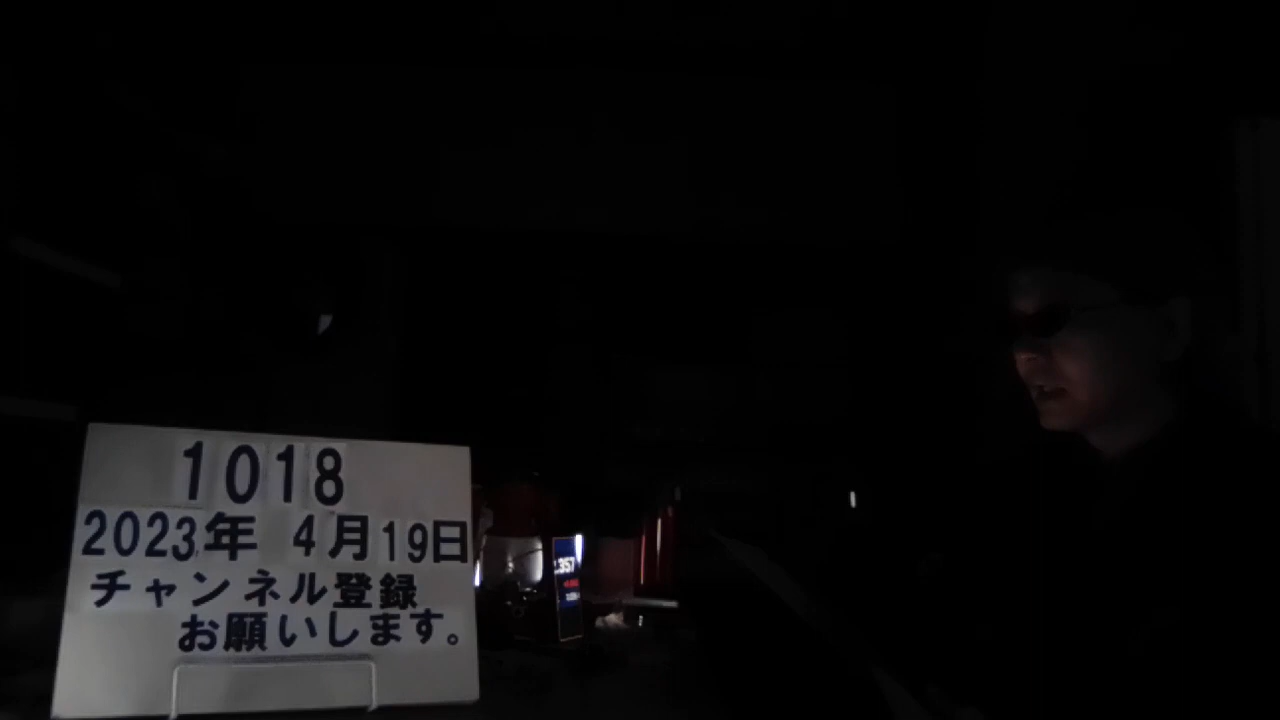 1018
2023年 4月19日
チャンネル登録
お願いします。
.357